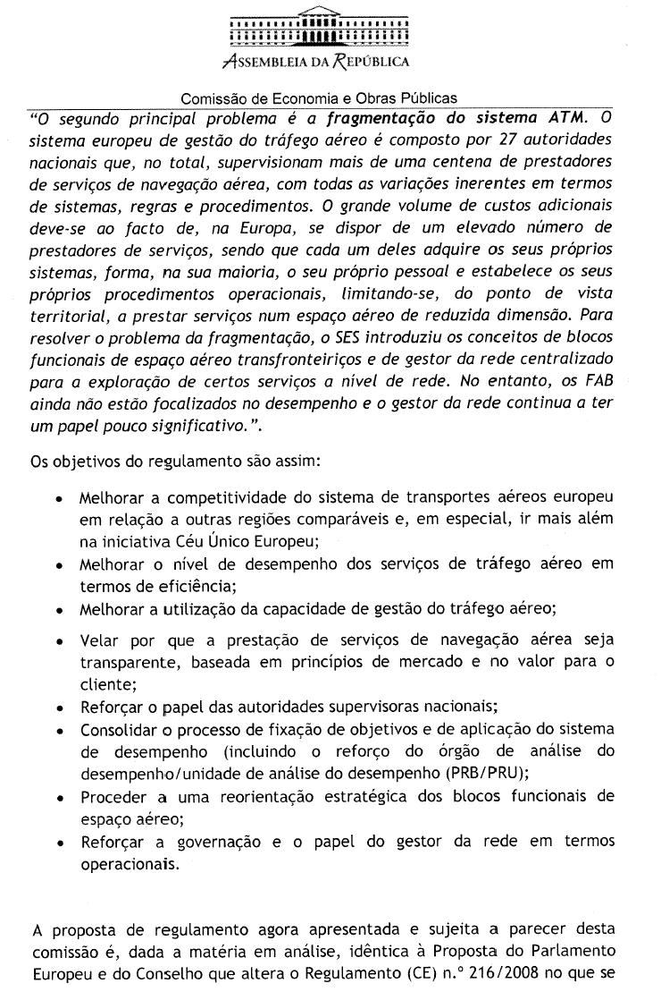 ASSEMBLEIA DA REPÚBLICA
Comissão de Economia e Obras Públicas
"O segundo principal problema é a fragmentação do sistema ATM. O
sistema europeu de gestão do tráfego aéreo é composto por 27 autoridades
nacionais que, no total, supervisionam mais de uma centena de prestadores
de serviços de navegação aérea, com todas as variações inerentes em termos
de sistemas, regras e procedimentos. O grande volume de custos adicionais
deve-se ao facto de, na Europa, se dispor de um elevado número de
prestadores de serviços, sendo que cada um deles adquire os seus próprios
sistemas, forma, na sua maioria, o seu próprio pessoal e estabelece os seus
próprios procedimentos operacionais, limitando-se, do ponto de vista
territorial, a prestar serviços num espaço aéreo de reduzida dimensão. Para
resolver o problema da fragmentação, o SES introduziu os conceitos de blocos
funcionais de espaço aéreo transfronteiriços e de gestor da rede centralizado
para a exploração de certos serviços a nível de rede. No entanto, os FAB
ainda não estão focalizados no desempenho e o gestor da rede continua a ter
um papel pouco significativo.".
Os objetivos do regulamento são assim:
• Melhorar a competitividade do sistema de transportes aéreos europeu
em relação a outras regiões comparáveis e, em especial, ir mais além
na iniciativa Céu Único Europeu;
• Melhorar o nível de desempenho dos serviços de tráfego aéreo em
termos de eficiência;
• Melhorar a utilização da capacidade de gestão do tráfego aéreo;
• Velar por que a prestação de serviços de navegação aérea seja
transparente, baseada em princípios de mercado e no valor para o
cliente;
• Reforçar o papel das autoridades supervisoras nacionais;
• Consolidar o processo de fixação de objetivos e de aplicação do sistema
de desempenho (incluindo o reforço do órgão de análise do
desempenho/unidade de análise do desempenho (PRB/PRU);
• Proceder a uma reorientação estratégica dos blocos funcionais de
espaço aéreo;
• Reforçar a governação e o papel do gestor da rede em termos
operacionais.
A proposta de regulamento agora apresentada e sujeita a parecer desta
comissão é, dada a matéria em análise, idêntica à Proposta do Parlamento
Europeu e do Conselho que altera o Regulamento (CE) n.º 216/2008 no que se